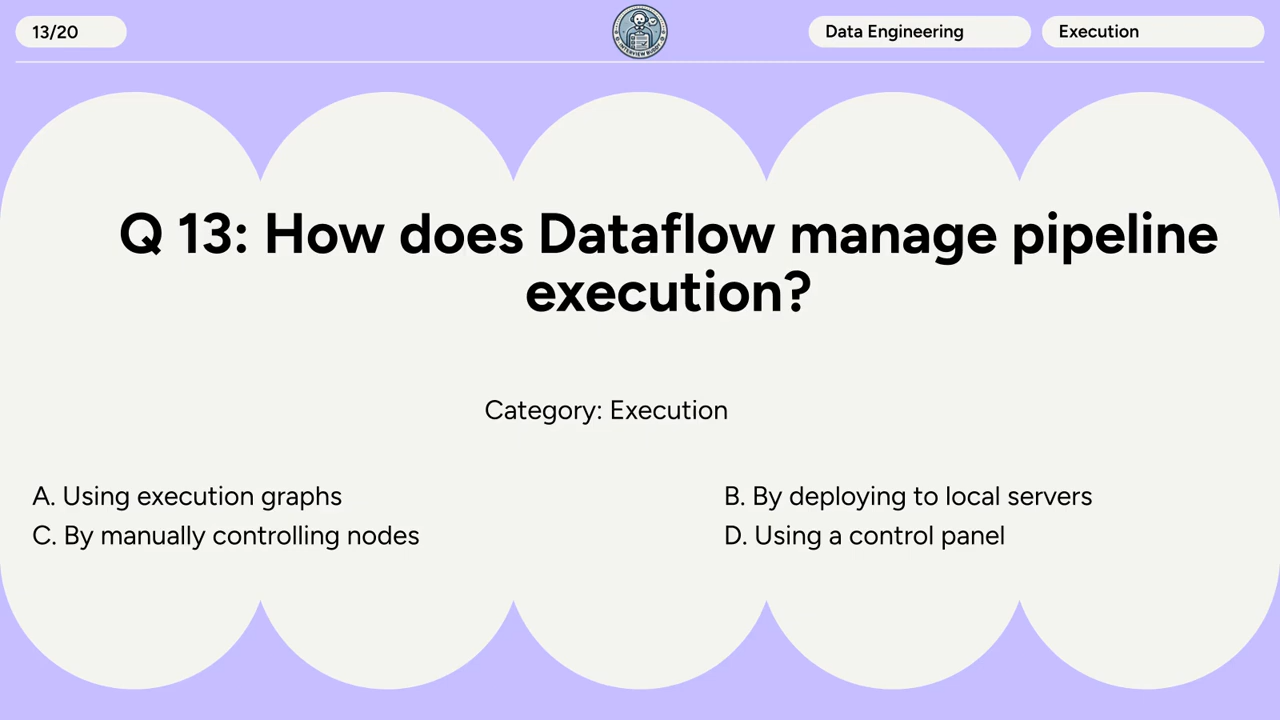 13/20
Data Engineering
Execution
Q 13: How does Dataflow manage pipeline
execution?
Category: Execution
A. Using execution graphs
B. By deploying to local servers
C. By manually controlling nodes
D. Using a control panel